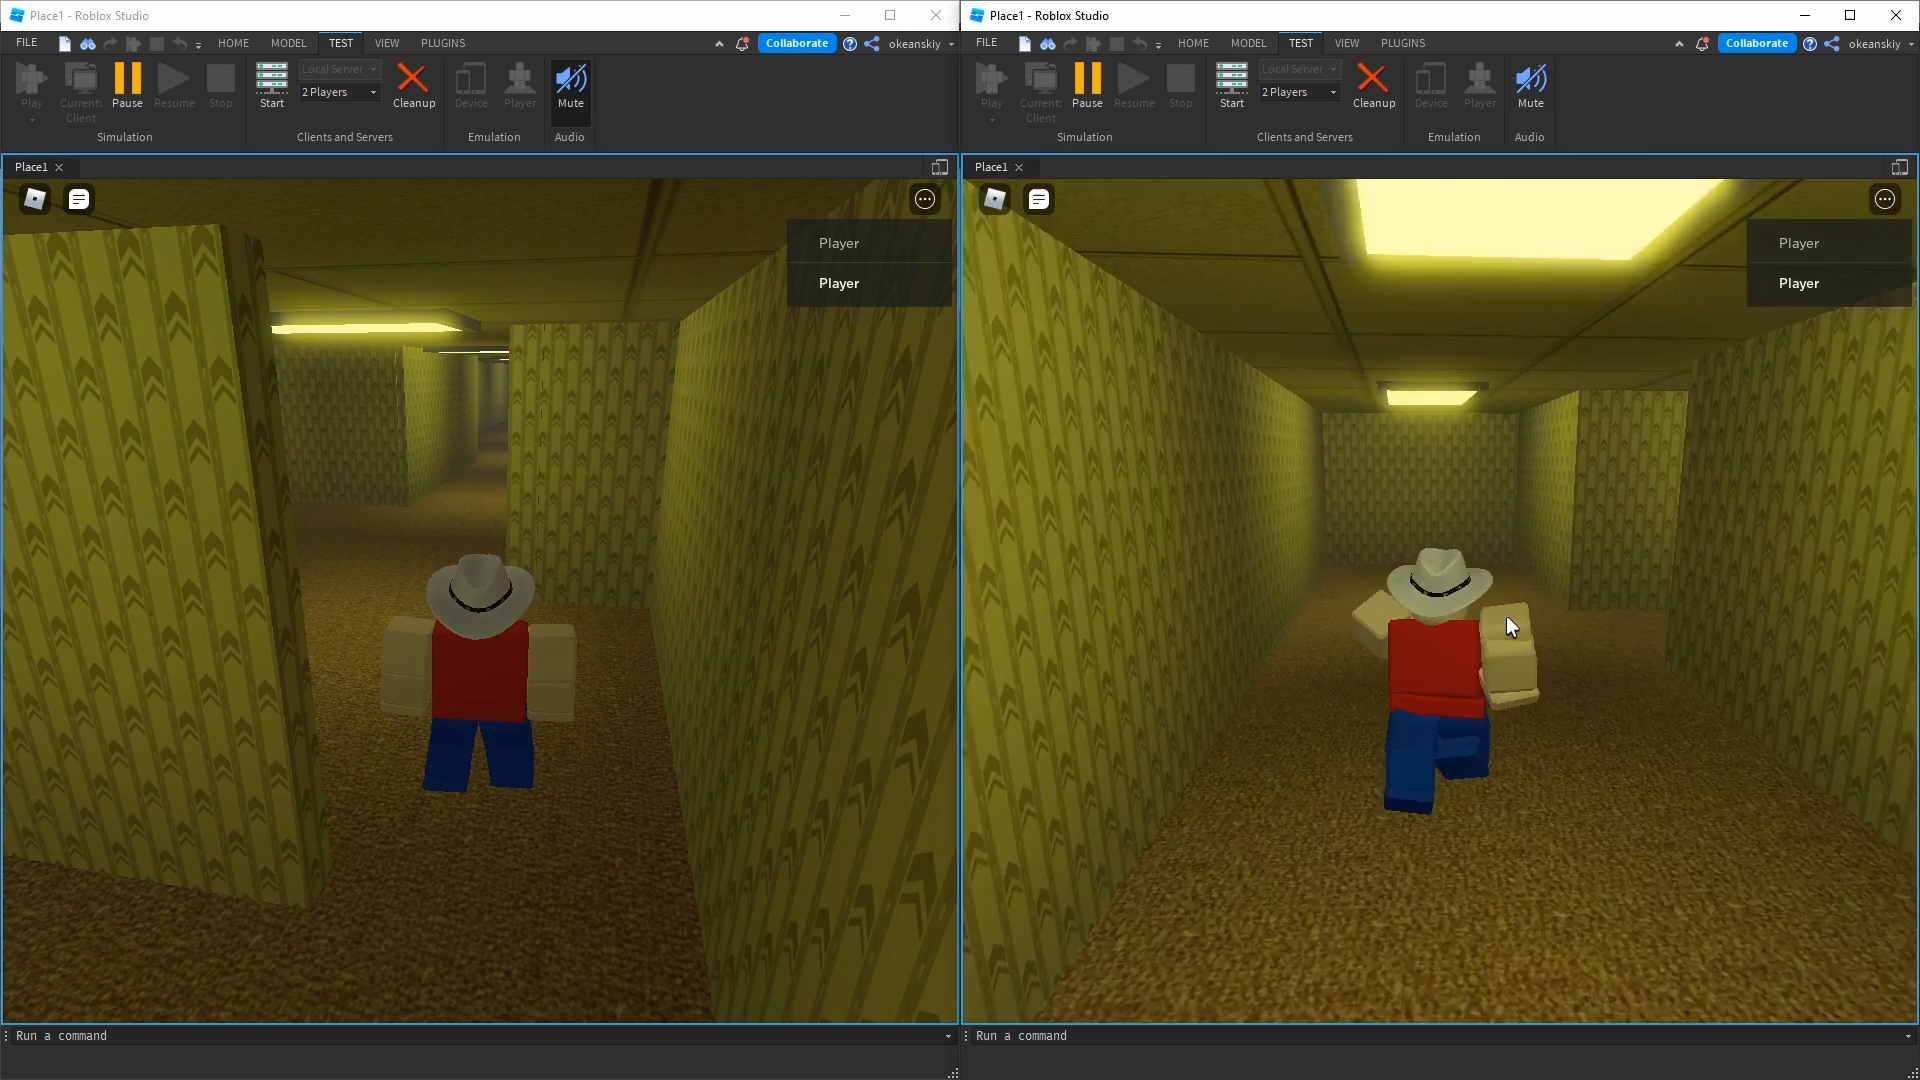 Place1 - Roblox Studio
FILE
HOME
MODEL
TEST
VIEW
PLUGINS
Collaborate
okeanskiy
Play
Current:
Client
Pause
Resume
Stop
Simulation
Start
Local Server
2 Players
Cleanup
Clients and Servers
Device
Player
Emulation
Mute
Audio
Place1
Player
Player
Run a command
Place1 - Roblox Studio
FILE
HOME
MODEL
TEST
VIEW
PLUGINS
Collaborate
okeanskiy
Play
Current:
Client
Pause
Resume
Stop
Simulation
Start
Local Server
2 Players
Cleanup
Clients and Servers
Device
Player
Emulation
Mute
Audio
Place1
Player
Player
Run a command